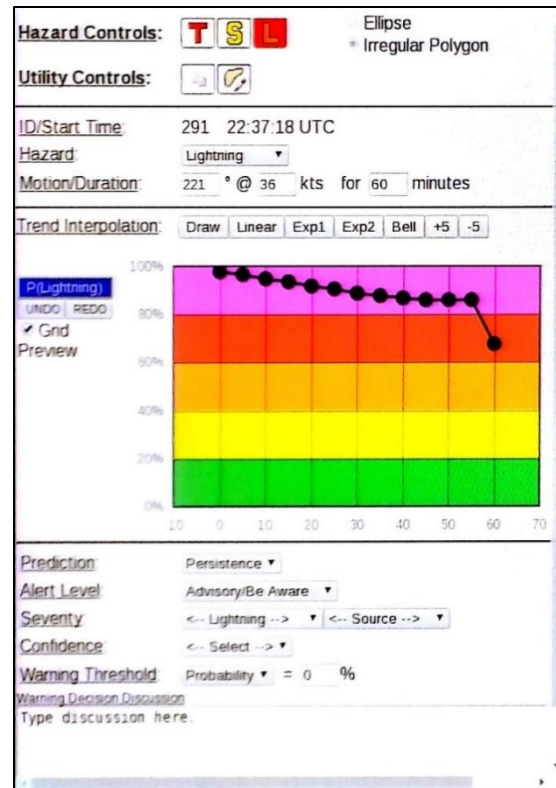 Hazard Controls: T S L Ellipse
Irregular Polygon
Utility Controls:
ID/Start Time: 291 22:37:18 UTC
Hazard: Lightning
Motion/Duration: 221 ° @ 36 kts for 60 minutes
Trend Interpolation: Draw Linear Exp1 Exp2 Bell +5 -5
100%
P(Lightning)
UNDO REDO
80%
Grid
Preview
60%
40%
20%
0%
10 0 10 20 30 40 50 60 70
Prediction: Persistence
Alert Level: Advisory/Be Aware
Severity: <-- Lightning --> <-- Source -->
Confidence: <-- Select -->
Warning Threshold: Probability = 0 %
Warning Decision Discussion
Type discussion here.